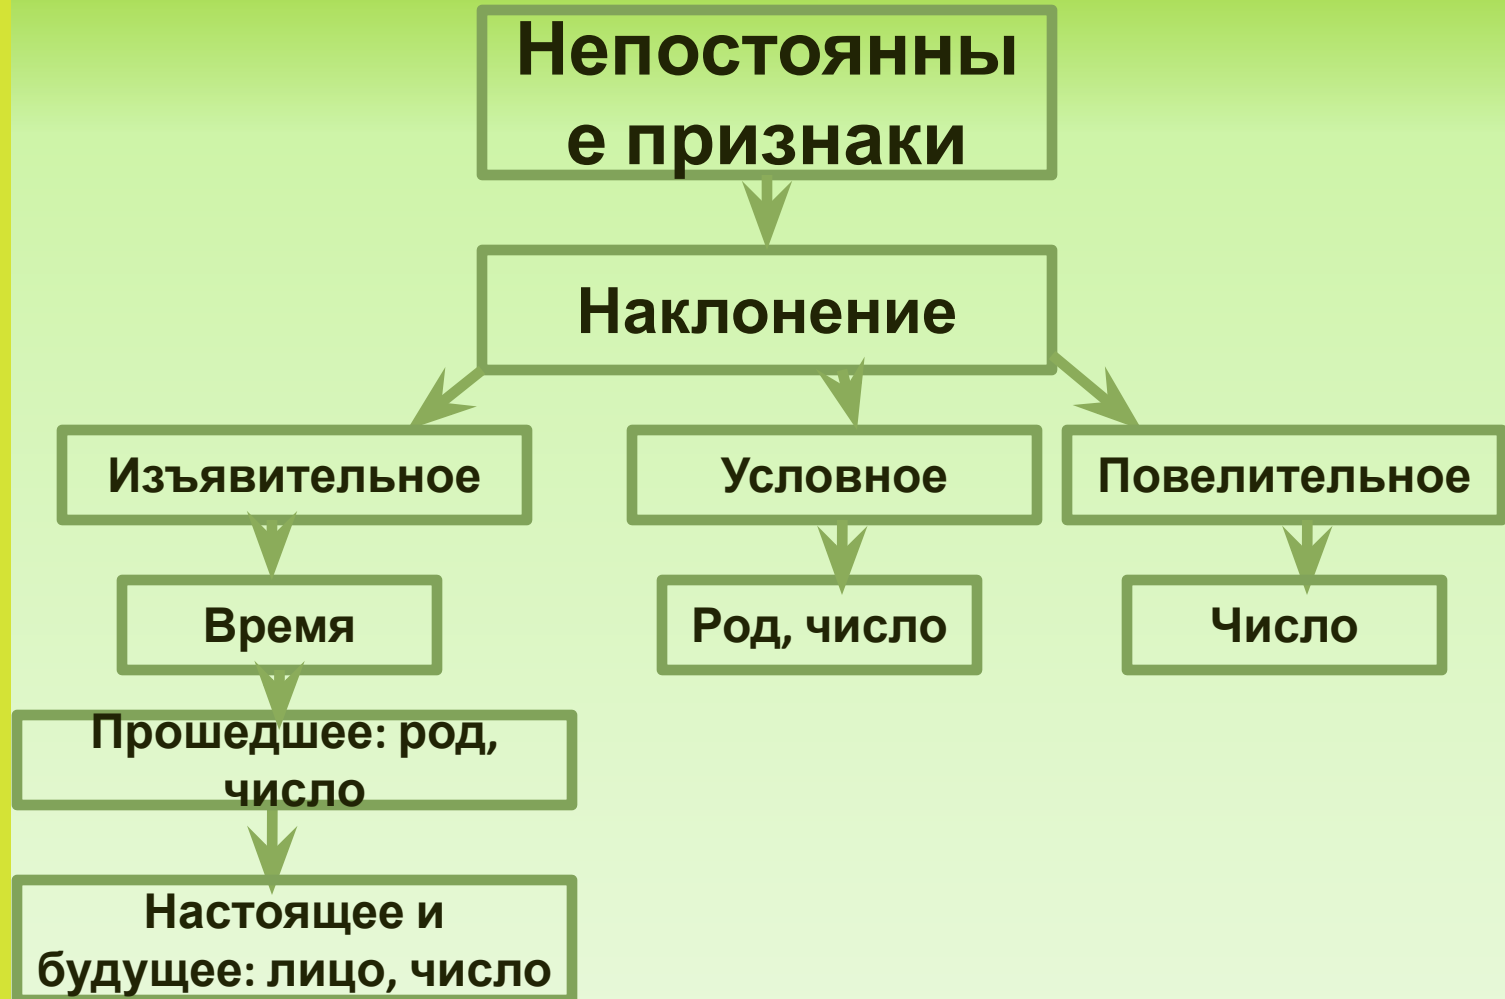 Непостоянны
е признаки
Наклонение
Изъявительное
Условное
Повелительное
Время
Род, число
Число
Прошедшее: род,
число
Настоящее и
будущее: лицо, число